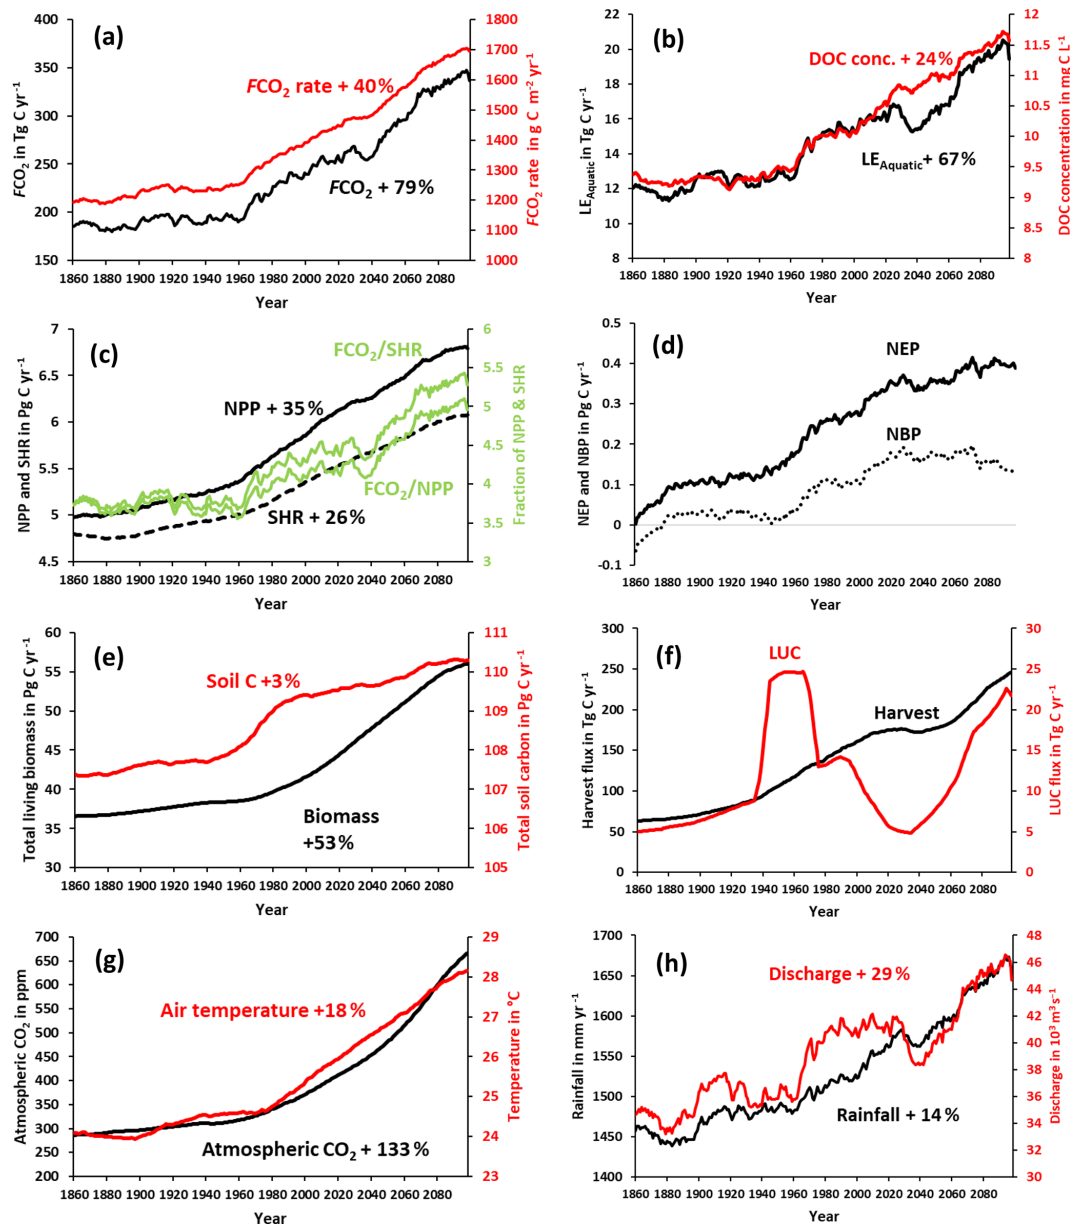 (a)
FCO2 in Tg C yr-1
400
350
300
250
200
150
FCO2 rate + 40%
FCO2 + 79%
1800
1700
1600
1500
1400
1300
1200
1100
1000
FCO2 rate in g C m-2 yr-1
1860 1880 1900 1920 1940 1960 1980 2000 2020 2040 2060 2080
Year
(b)
LEAquatic in Tg C yr-1
22
20
18
16
14
12
10
8
DOC conc. + 24%
LEAquatic + 67%
12
11.5
11
10.5
10
9.5
9
8.5
8
DOC concentration in mg C L-1
1860 1880 1900 1920 1940 1960 1980 2000 2020 2040 2060 2080
Year
(c)
NPP and SHR in Pg C yr-1
7
6.5
6
5.5
5
4.5
FCO2/SHR
NPP + 35%
FCO2/NPP
SHR + 26%
6
5.5
5
4.5
4
3.5
3
Fraction of NPP & SHR
1860 1880 1900 1920 1940 1960 1980 2000 2020 2040 2060 2080
Year
(d)
NEP and NBP in Pg C yr-1
0.5
0.4
0.3
0.2
0.1
0
-0.1
NEP
NBP
1860 1880 1900 1920 1940 1960 1980 2000 2020 2040 2060 2080
Year
(e)
Total living biomass in Pg C yr-1
60
55
50
45
40
35
30
Soil C +3%
Biomass
+53%
111
110
109
108
107
106
105
Total soil carbon in Pg C yr-1
1860 1880 1900 1920 1940 1960 1980 2000 2020 2040 2060 2080
Year
(f)
Harvest flux in Tg C yr-1
300
250
200
150
100
50
0
LUC
Harvest
30
25
20
15
10
5
0
LUC flux in Tg C yr-1
1860 1880 1900 1920 1940 1960 1980 2000 2020 2040 2060 2080
Year
(g)
Atmospheric CO2 in ppm
700
650
600
550
500
450
400
350
300
250
200
Air temperature +18%
Atmospheric CO2 + 133%
29
28
27
26
25
24
23
Temperature in °C
1860 1880 1900 1920 1940 1960 1980 2000 2020 2040 2060 2080
Year
(h)
Rainfall in mm yr-1
1700
1650
1600
1550
1500
1450
1400
Discharge + 29%
Rainfall + 14%
48
46
44
42
40
38
36
34
32
30
Discharge in 10³ m³ s-1
1860 1880 1900 1920 1940 1960 1980 2000 2020 2040 2060 2080
Year